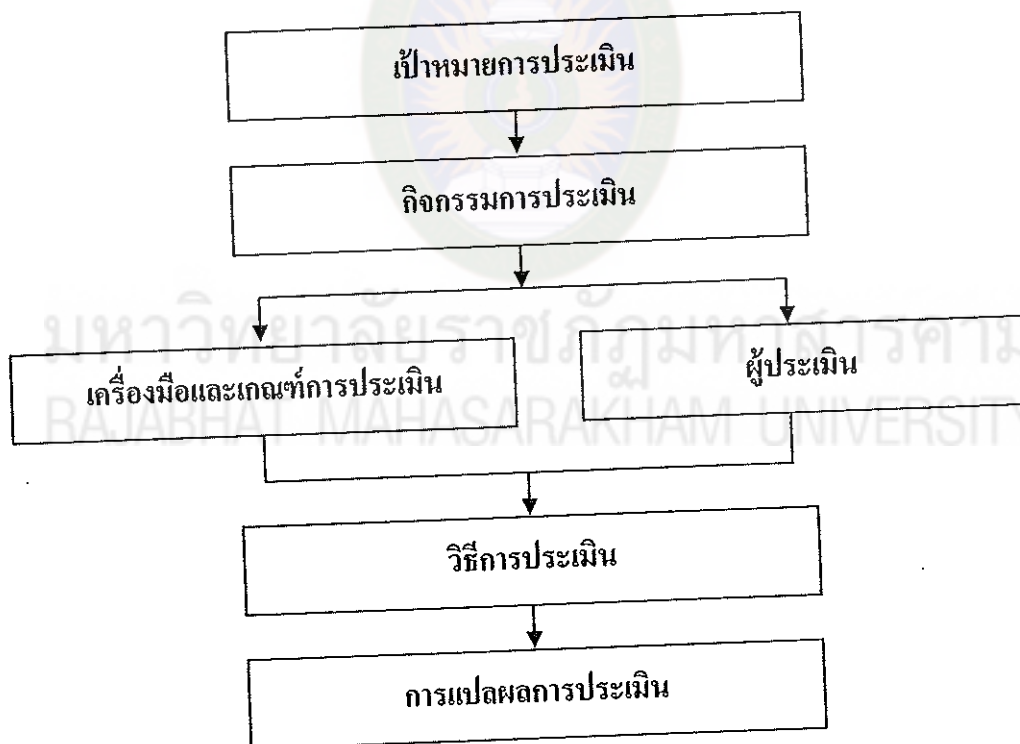 เป้าหมายการประเมิน
กิจกรรมการประเมิน
มหาวิทยาลัยราชภัฏมหาสารคาม
เครื่องมือและเกณฑ์การประเมิน
ผู้ประเมิน
RAJABHAT MAHASARAKHAM UNIVERSITY
วิธีการประเมิน
การแปลผลการประเมิน